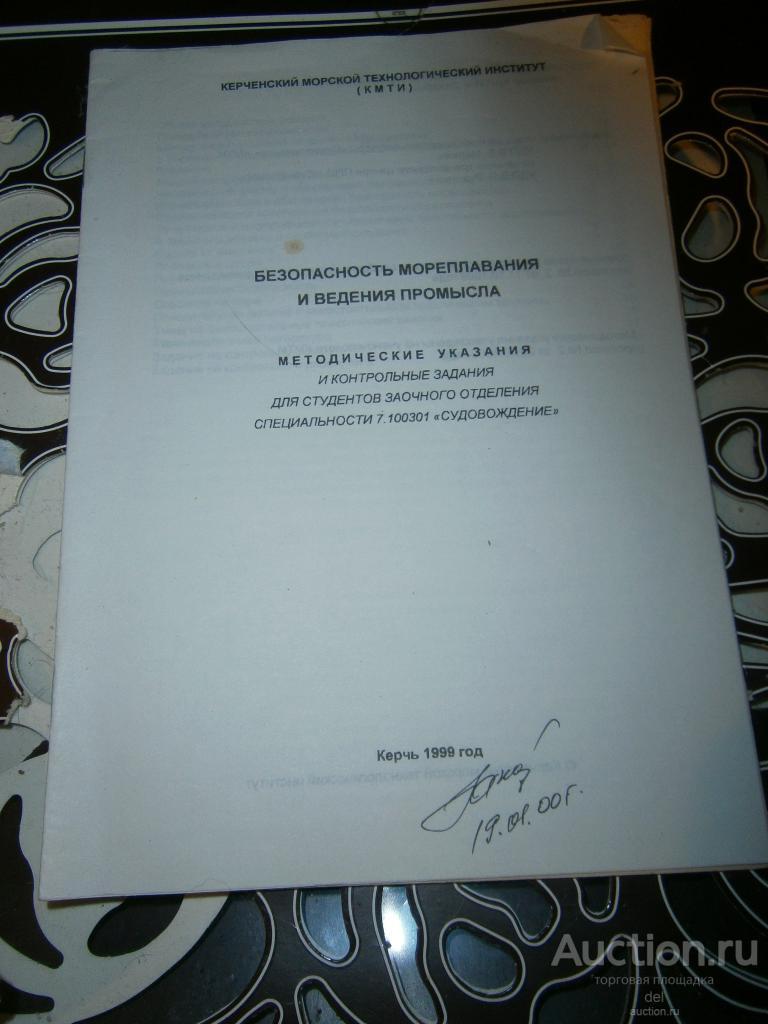 КЕРЧЕНСКИЙ МОРСКОЙ ТЕХНОЛОГИЧЕСКИЙ ИНСТИТУТ
(КМТИ)
БЕЗОПАСНОСТЬ МОРЕПЛАВАНИЯ
И ВЕДЕНИЯ ПРОМЫСЛА
МЕТОДИЧЕСКИЕ УКАЗАНИЯ
И КОНТРОЛЬНЫЕ ЗАДАНИЯ
ДЛЯ СТУДЕНТОВ ЗАОЧНОГО ОТДЕЛЕНИЯ
СПЕЦИАЛЬНОСТИ 7.100301 «СУДОВОЖДЕНИЕ»
Керчь 1999 год
19.01.00г.
Auction.ru
торговая площадка
del
auction.ru